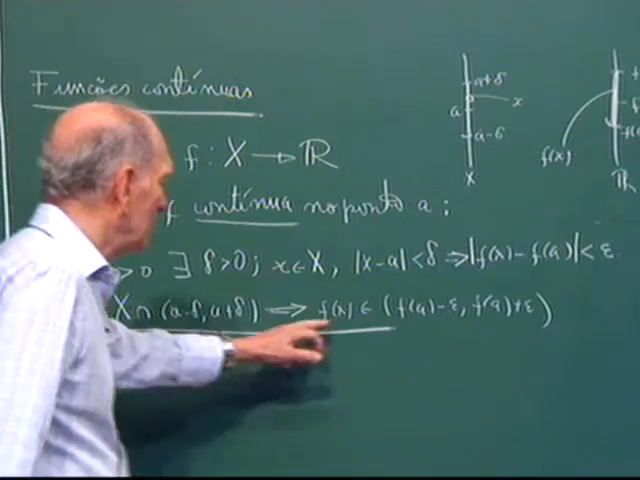 Funções contínuas
f : X → ℝ
f contínua no ponto a ;
>0 ∃ δ>0 ; x∈X, |x-a|<δ ⇒ |f(x)-f(a)|<ε.
X∩(a-δ, a+δ) ⟹ f(x)∈(f(a)-ε, f(a)+ε)
a+δ
x
a
a-δ
X
f(x)
ℝ